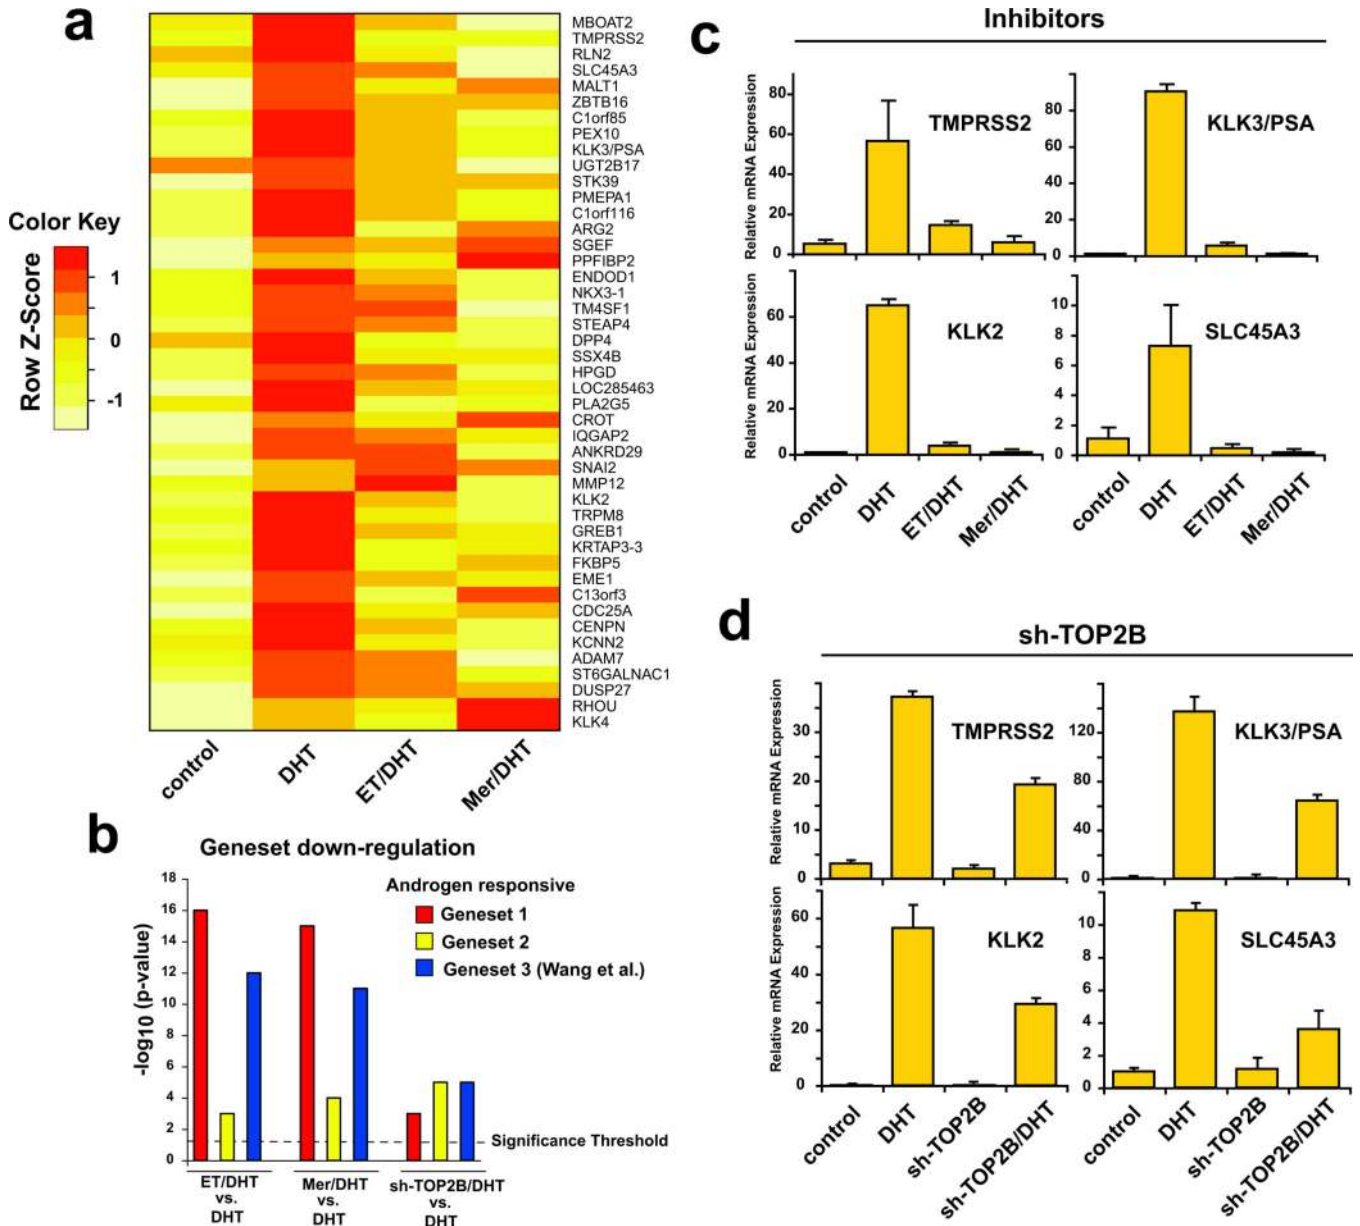 a
MBOAT2
TMPRSS2
RLN2
SLC45A3
MALT1
ZBTB16
C1orf85
PEX10
KLK3/PSA
UGT2B17
STK39
PMEPA1
C1orf116
ARG2
SGEF
PPFIBP2
ENDOD1
NKX3-1
TM4SF1
STEAP4
DPP4
SSX4B
HPGD
LOC285463
PLA2G5
CROT
IQGAP2
ANKRD29
SNAI2
MMP12
KLK2
TRPM8
GREB1
KRTAP3-3
FKBP5
EME1
C13orf3
CDC25A
CENPN
KCNN2
ADAM7
ST6GALNAC1
DUSP27
RHOU
KLK4
Color Key
Row Z-Score
1
0
-1
control
DHT
ET/DHT
Mer/DHT
b
Geneset down-regulation
-log10 (p-value)
18
16
14
12
10
8
6
4
2
0
Androgen responsive
Geneset 1
Geneset 2
Geneset 3 (Wang et al.)
Significance Threshold
ET/DHT
vs.
DHT
Mer/DHT
vs.
DHT
sh-TOP2B/DHT
vs.
DHT
c
Inhibitors
Relative mRNA Expression
80
60
40
20
0
TMPRSS2
80
60
40
20
0
KLK3/PSA
Relative mRNA Expression
60
40
20
0
KLK2
control
DHT
ET/DHT
Mer/DHT
10
8
6
4
2
0
SLC45A3
control
DHT
ET/DHT
Mer/DHT
d
sh-TOP2B
Relative mRNA Expression
30
20
10
0
TMPRSS2
120
80
40
0
KLK3/PSA
Relative mRNA Expression
60
40
20
0
KLK2
control
DHT
sh-TOP2B
sh-TOP2B/DHT
10
8
6
4
2
0
SLC45A3
control
DHT
sh-TOP2B
sh-TOP2B/DHT